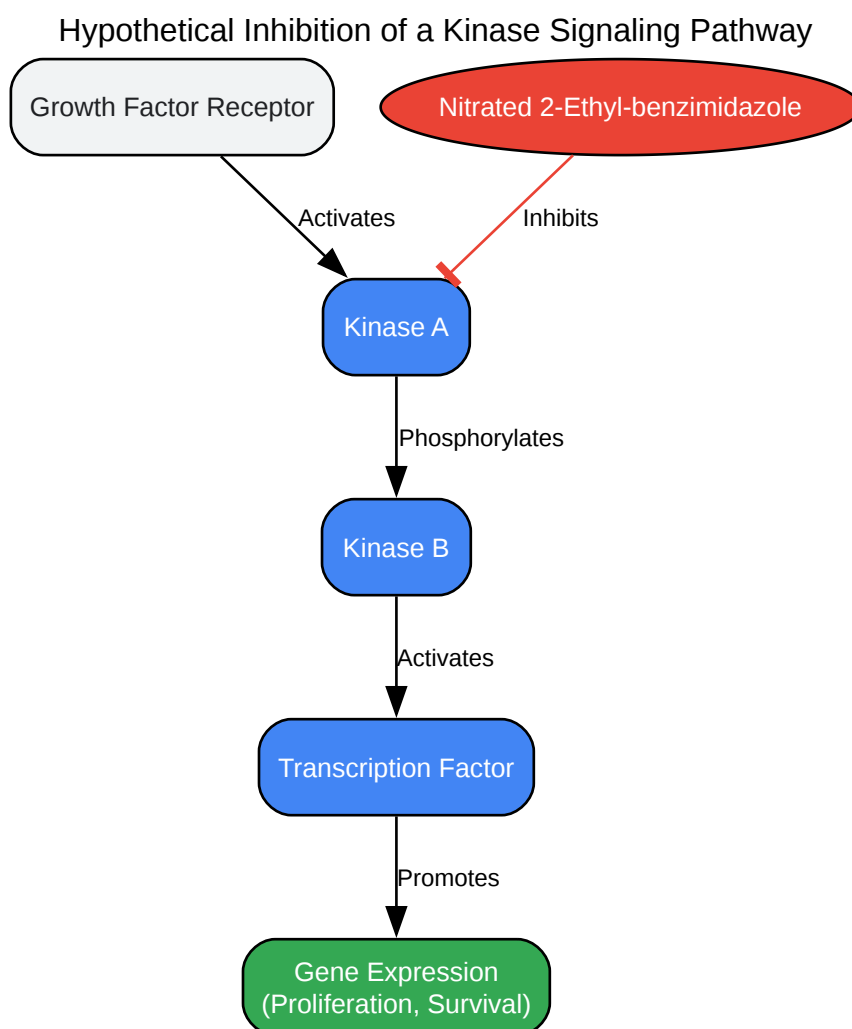 Hypothetical Inhibition of a Kinase Signaling Pathway
Growth Factor Receptor
Nitrated 2-Ethyl-benzimidazole
Activates
Inhibits
Kinase A
Phosphorylates
Kinase B
Activates
Transcription Factor
Promotes
Gene Expression
(Proliferation, Survival)